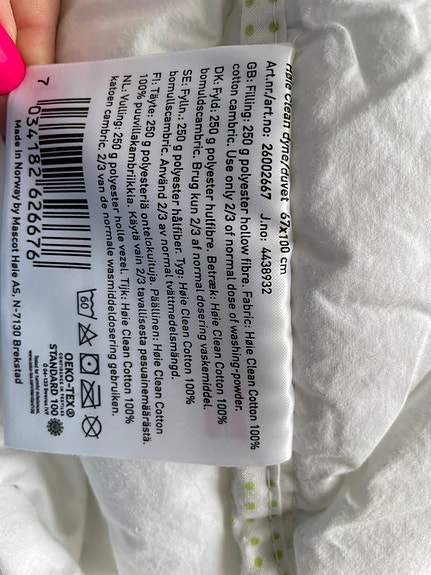 Høie Clean dyne/duvet 67x100 cm
Art.nr/art.no: 26002667 J.no: 4458932
GB: Filling: 250 g polyester hollow fibre. Fabric: Høie Clean Cotton 100%
cotton cambric. Use only 2/3 of normal dose of washing-powder.
DK: Fyld: 250 g polyester hulfibre. Betræk: Høie Clean Cotton 100%
bomuldscambric. Brug kun 2/3 af normal dosering vaskemiddel.
SE: Fylln.: 250 g polyester hålfiber. Tyg: Høie Clean Cotton 100%
bomullscambric. Använd 2/3 av normal tvättmedelsmängd.
FI: Täyte: 250 g polyesteriä ontelokuituja. Päällinen: Høie Clean Cotton
100% puuvillakambriikkia. Käytä vain 2/3 tavallisesta pesuainemäärästä.
NL: Vulling: 250 g polyester holle vezel. Tijk: Høie Clean Cotton 100%
katoen cambric. 2/3 van de normale wasmiddeldosering gebruiken.
60
OEKO-TEX®
STANDARD 100
7 034182 626676
Made in Norway by Mascot Høie AS, N-7130 Brekstad